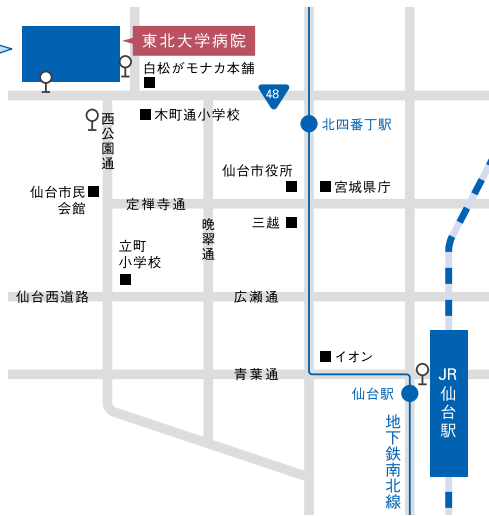 東北大学病院
白松がモナカ本舗
48
木町通小学校
西公園通
北四番丁駅
仙台市役所
仙台市民
会館
宮城県庁
定禅寺通
三越
晩翠通
立町
小学校
仙台西道路
広瀬通
イオン
青葉通
JR
仙台駅
仙台駅
地下鉄南北線